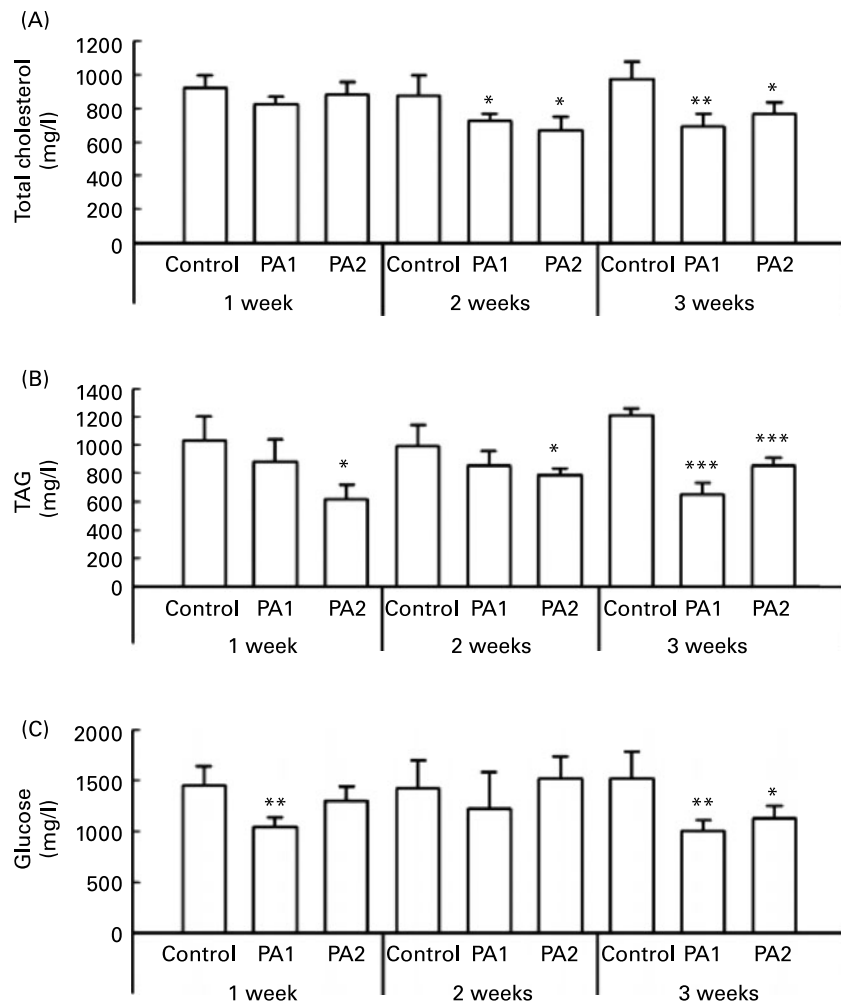 (A)
Total cholesterol
(mg/l)
1200
1000
800
600
400
200
0
* * ** *
Control PA1 PA2 Control PA1 PA2 Control PA1 PA2
1 week 2 weeks 3 weeks
(B)
TAG
(mg/l)
1400
1200
1000
800
600
400
200
0
* * *** ***
Control PA1 PA2 Control PA1 PA2 Control PA1 PA2
1 week 2 weeks 3 weeks
(C)
Glucose
(mg/l)
2000
1500
1000
500
0
** ** *
Control PA1 PA2 Control PA1 PA2 Control PA1 PA2
1 week 2 weeks 3 weeks